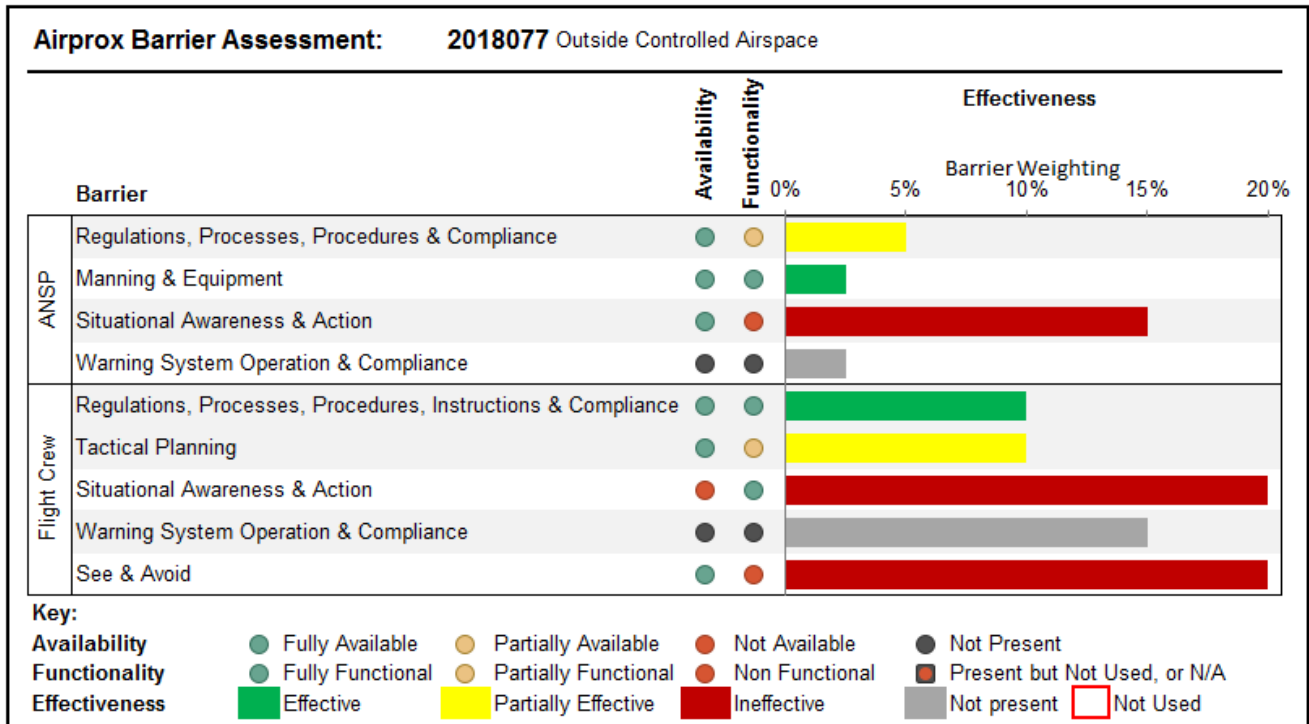 Airprox Barrier Assessment: 2018077 Outside Controlled Airspace
Availability
Functionality
Effectiveness
Barrier Weighting
Barrier
0% 5% 10% 15% 20%
ANSP
Regulations, Processes, Procedures & Compliance
Manning & Equipment
Situational Awareness & Action
Warning System Operation & Compliance
Flight Crew
Regulations, Processes, Procedures, Instructions & Compliance
Tactical Planning
Situational Awareness & Action
Warning System Operation & Compliance
See & Avoid
Key:
Availability Fully Available Partially Available Not Available Not Present
Functionality Fully Functional Partially Functional Non Functional Present but Not Used, or N/A
Effectiveness Effective Partially Effective Ineffective Not present Not Used